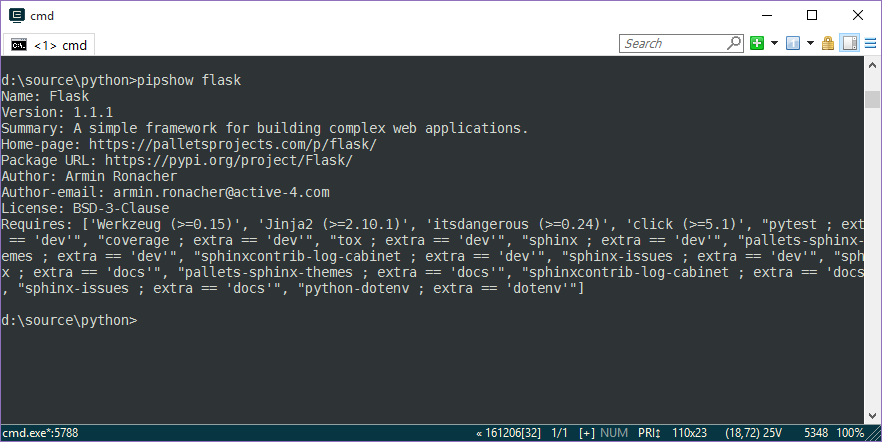 cmd
<1> cmd
Search
d:\source\python>pipshow flask
Name: Flask
Version: 1.1.1
Summary: A simple framework for building complex web applications.
Home-page: https://palletsprojects.com/p/flask/
Package URL: https://pypi.org/project/Flask/
Author: Armin Ronacher
Author-email: armin.ronacher@active-4.com
License: BSD-3-Clause
Requires: ['Werkzeug (>=0.15)', 'Jinja2 (>=2.10.1)', 'itsdangerous (>=0.24)', 'click (>=5.1)', "pytest ; ext
 == 'dev'", "coverage ; extra == 'dev'", "tox ; extra == 'dev'", "sphinx ; extra == 'dev'", "pallets-sphinx-
emes ; extra == 'dev'", "sphinxcontrib-log-cabinet ; extra == 'dev'", "sphinx-issues ; extra == 'dev'", "sph
x ; extra == 'docs'", "pallets-sphinx-themes ; extra == 'docs'", "sphinxcontrib-log-cabinet ; extra == 'docs
, "sphinx-issues ; extra == 'docs'", "python-dotenv ; extra == 'dotenv'"]
d:\source\python>
cmd.exe*:5788 « 161206[32] 1/1 [+] NUM PRI↕ 110x23 (18,72) 25V 5348 100%